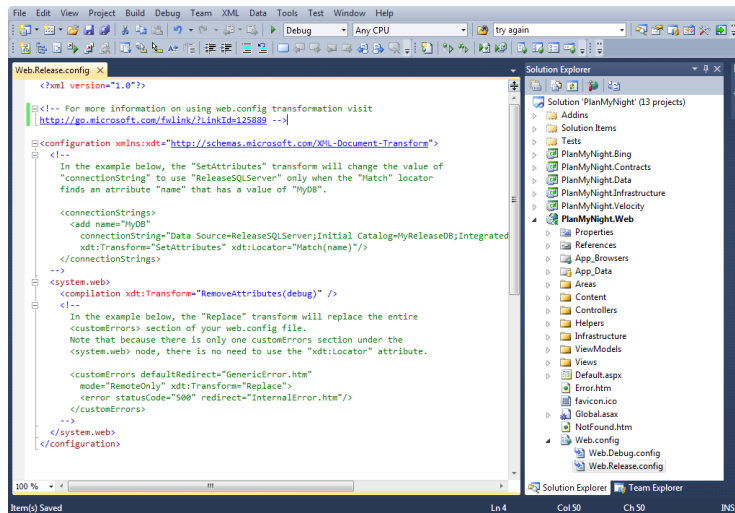 File Edit View Project Build Debug Team XML Data Tools Test Window Help
Debug Any CPU try again
Web.Release.config
<?xml version="1.0"?>
<!-- For more information on using web.config transformation visit
http://go.microsoft.com/fwlink/?LinkId=125889 -->
<configuration xmlns:xdt="http://schemas.microsoft.com/XML-Document-Transform">
<!--
In the example below, the "SetAttributes" transform will change the value of
"connectionString" to use "ReleaseSQLServer" only when the "Match" locator
finds an atrribute "name" that has a value of "MyDB".
<connectionStrings>
<add name="MyDB"
connectionString="Data Source=ReleaseSQLServer;Initial Catalog=MyReleaseDB;Integrated
xdt:Transform="SetAttributes" xdt:Locator="Match(name)"/>
</connectionStrings>
-->
<system.web>
<compilation xdt:Transform="RemoveAttributes(debug)" />
<!--
In the example below, the "Replace" transform will replace the entire
<customErrors> section of your web.config file.
Note that because there is only one customErrors section under the
<system.web> node, there is no need to use the "xdt:Locator" attribute.
<customErrors defaultRedirect="GenericError.htm"
mode="RemoteOnly" xdt:Transform="Replace">
<error statusCode="500" redirect="InternalError.htm"/>
</customErrors>
-->
</system.web>
</configuration>
100 %
Solution Explorer
Solution 'PlanMyNight' (13 projects)
Addins
Solution Items
Tests
PlanMyNight.Bing
PlanMyNight.Contracts
PlanMyNight.Data
PlanMyNight.Infrastructure
PlanMyNight.Velocity
PlanMyNight.Web
Properties
References
App_Browsers
App_Data
Areas
Content
Controllers
Helpers
Infrastructure
ViewModels
Views
Default.aspx
Error.htm
favicon.ico
Global.asax
NotFound.htm
Web.config
Web.Debug.config
Web.Release.config
Solution Explorer Team Explorer
Item(s) Saved Ln 4 Col 50 Ch 50 INS